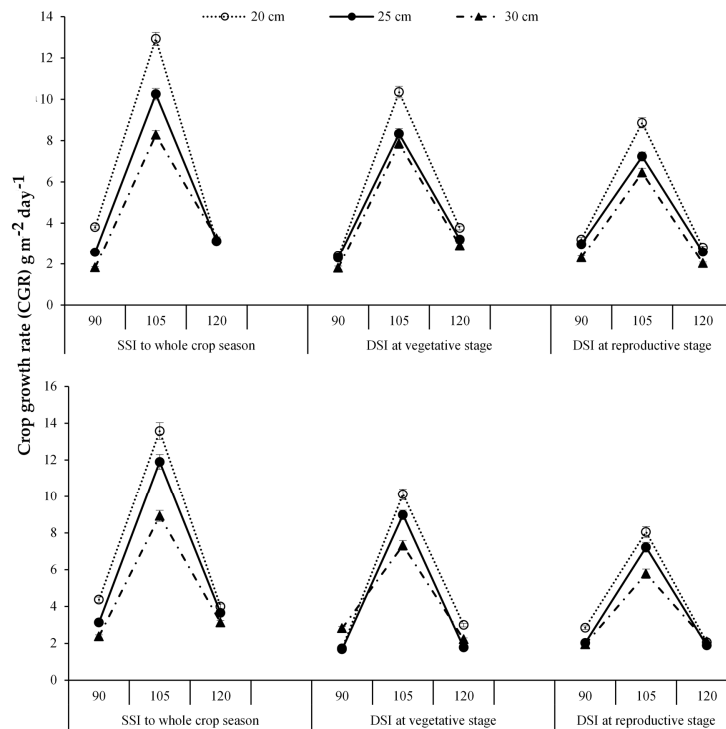 20 cm 25 cm 30 cm
Crop growth rate (CGR) g m⁻² day⁻¹
14
12
10
8
6
4
2
0
90 105 120 90 105 120 90 105 120
SSI to whole crop season DSI at vegetative stage DSI at reproductive stage
16
14
12
10
8
6
4
2
0
90 105 120 90 105 120 90 105 120
SSI to whole crop season DSI at vegetative stage DSI at reproductive stage